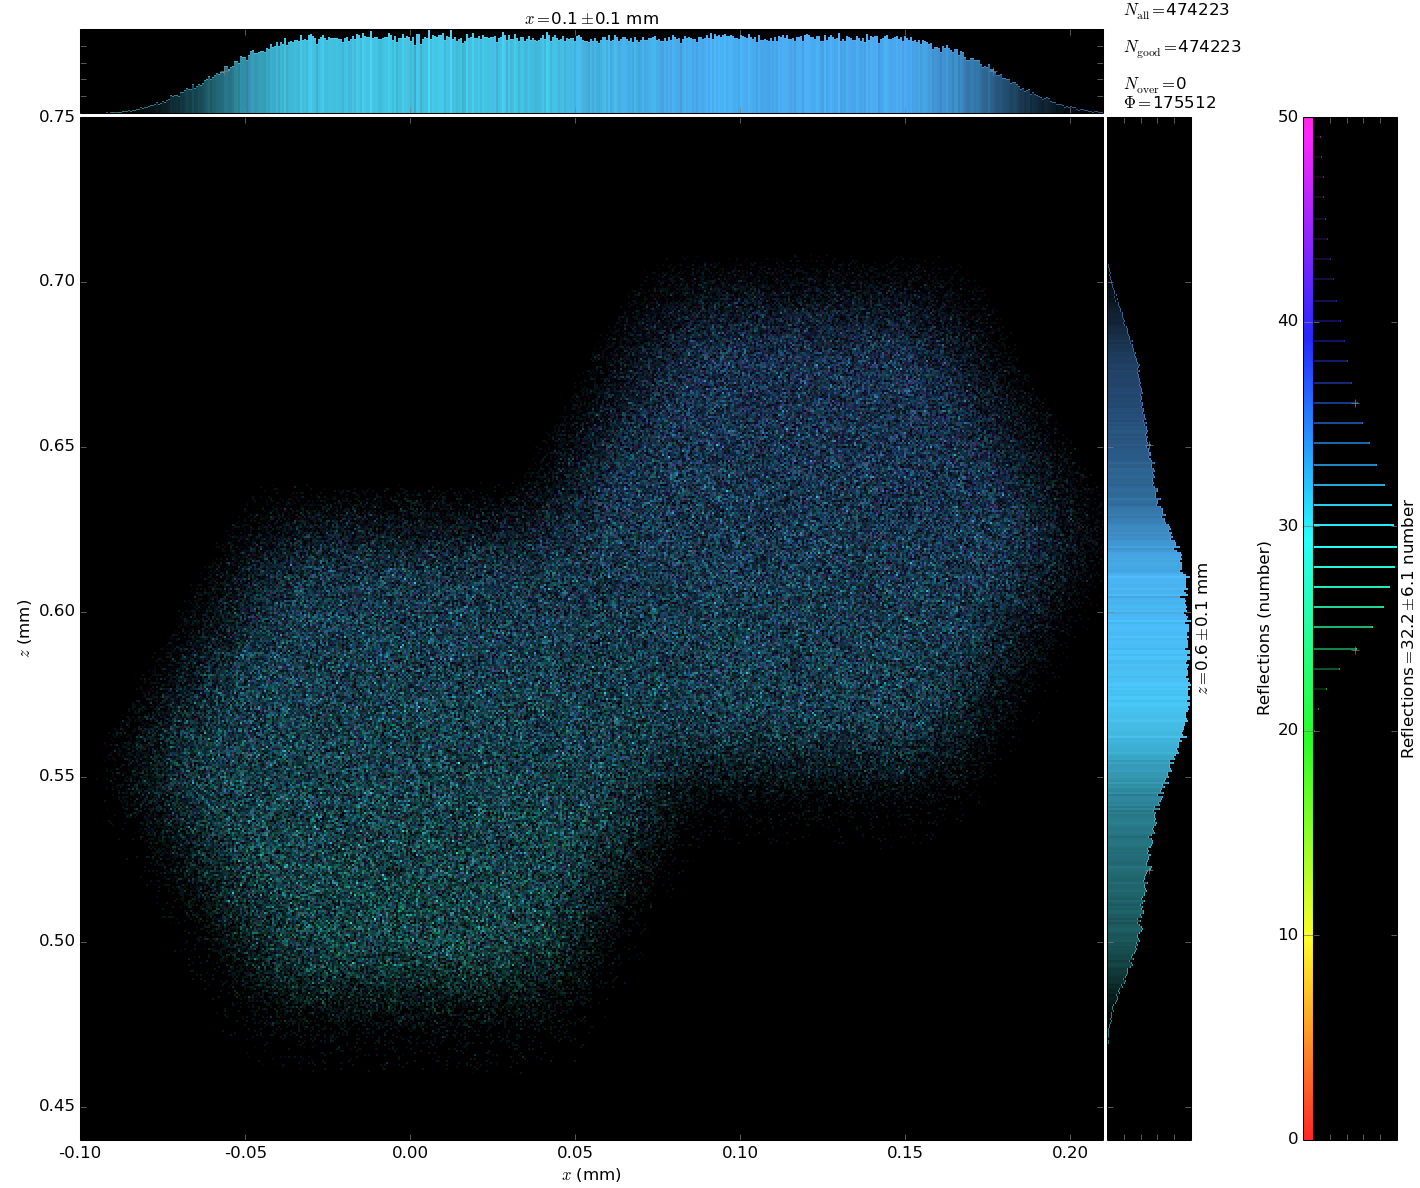 x=0.1±0.1 mm
N_all=474223
N_good=474223
N_over=0
Φ=175512
0.75
0.70
0.65
0.60
0.55
0.50
0.45
z (mm)
-0.10
-0.05
0.00
0.05
0.10
0.15
0.20
x (mm)
z=0.6±0.1 mm
50
40
30
20
10
0
Reflections (number)
Reflections=32.2±6.1 number